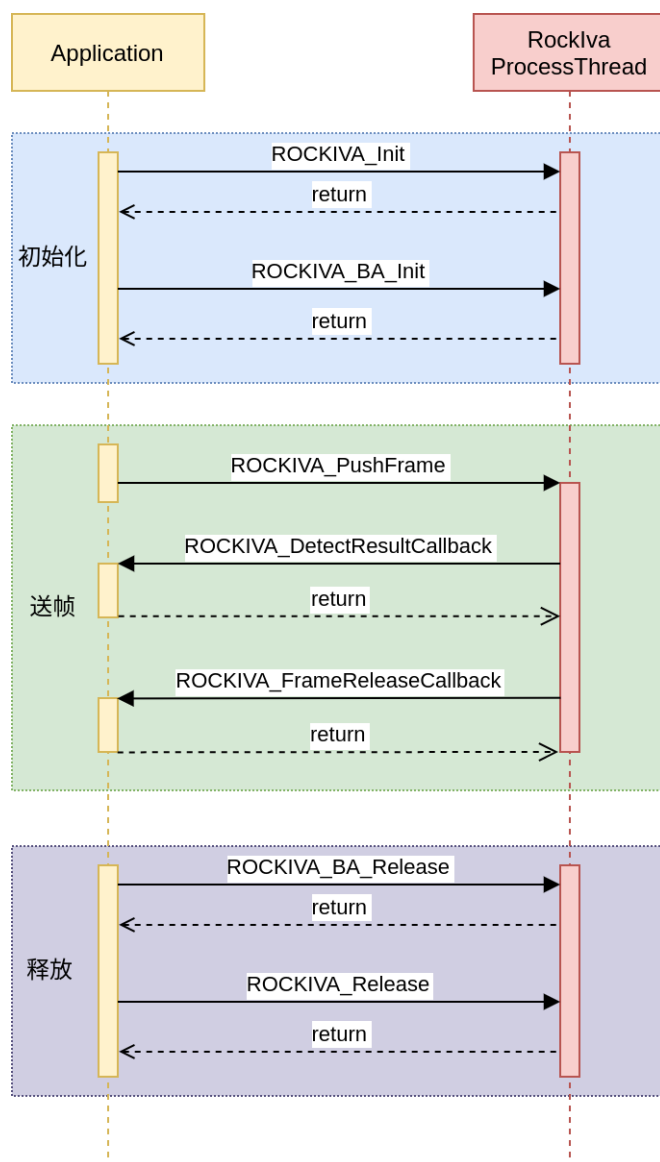 Application
RockIva
ProcessThread
ROCKIVA_Init
return
初始化
ROCKIVA_BA_Init
return
ROCKIVA_PushFrame
ROCKIVA_DetectResultCallback
送帧
return
ROCKIVA_FrameReleaseCallback
return
ROCKIVA_BA_Release
return
释放
ROCKIVA_Release
return